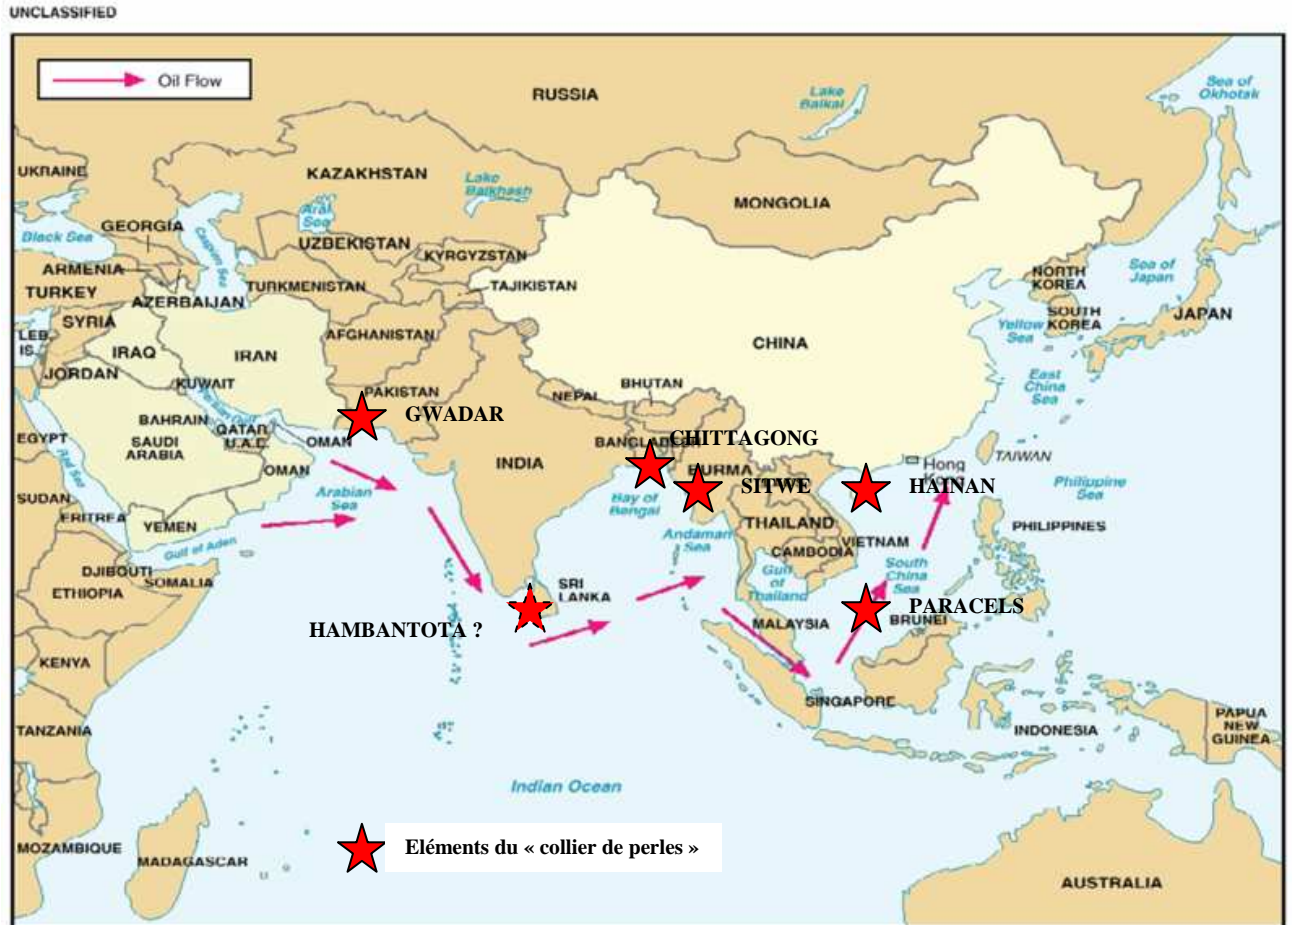 UNCLASSIFIED
Oil Flow
RUSSIA
Lake
Baikal
Sea of
Okhotsk
UKRAINE
KAZAKHSTAN
Lake
Balkhash
MONGOLIA
Aral
Sea
GEORGIA
Black Sea
Caspian Sea
UZBEKISTAN
KYRGYZSTAN
ARMENIA
TURKEY
AZERBAIJAN
TURKMENISTAN
TAJIKISTAN
NORTH
KOREA
Sea of
Japan
SYRIA
LEB.
IS.
IRAQ
IRAN
AFGHANISTAN
CHINA
SOUTH
KOREA
JAPAN
Yellow
Sea
JORDAN
KUWAIT
PAKISTAN
NEPAL
BHUTAN
East
China
Sea
Persian Gulf
BAHRAIN
QATAR
U.A.E.
OMAN
GWADAR
EGYPT
SAUDI
ARABIA
Red Sea
OMAN
INDIA
BANGLADESH
CHITTAGONG
BURMA
SITWE
HAINAN
Hong
Kong
TAIWAN
Philippine
Sea
SUDAN
ERITREA
YEMEN
Arabian
Sea
Bay of
Bengal
THAILAND
PHILIPPINES
Gulf of Aden
Andaman
Sea
CAMBODIA
VIETNAM
DJIBOUTI
SOMALIA
ETHIOPIA
SRI
LANKA
Gulf
of
Thailand
South
China
Sea
PARACELS
HAMBANTOTA ?
MALAYSIA
BRUNEI
KENYA
SINGAPORE
TANZANIA
INDONESIA
PAPUA
NEW
GUINEA
Indian Ocean
MOZAMBIQUE
MADAGASCAR
Eléments du « collier de perles »
AUSTRALIA